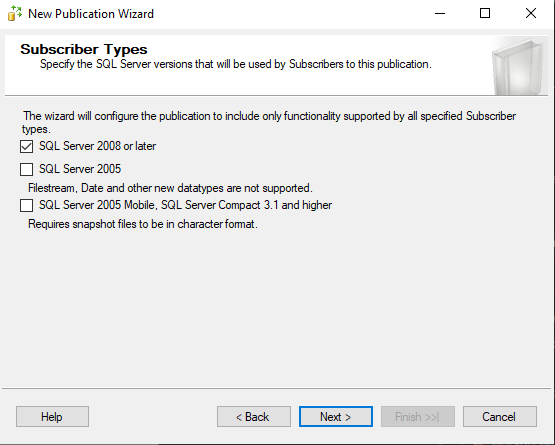 New Publication Wizard
Subscriber Types
Specify the SQL Server versions that will be used by Subscribers to this publication.
The wizard will configure the publication to include only functionality supported by all specified Subscriber
types.
SQL Server 2008 or later
SQL Server 2005
Filestream, Date and other new datatypes are not supported.
SQL Server 2005 Mobile, SQL Server Compact 3.1 and higher
Requires snapshot files to be in character format.
Help
< Back
Next >
Finish >>|
Cancel